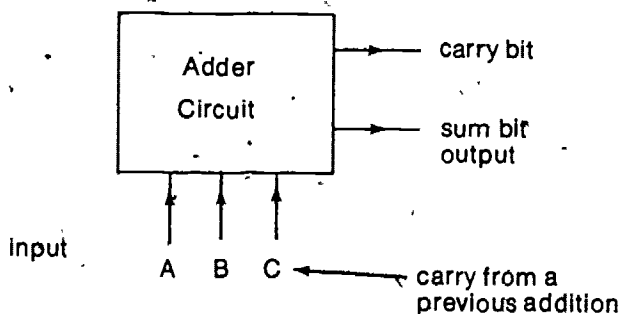 Adder
Circuit
carry bit
sum bit
output
input
A B C
carry from a
previous addition